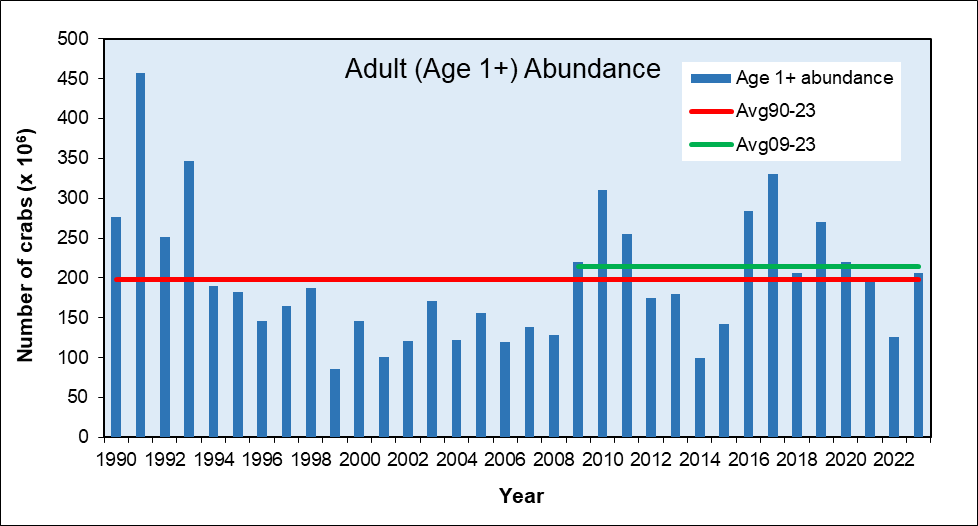 Adult (Age 1+) Abundance
Age 1+ abundance
Avg90-23
Avg09-23
Number of crabs (x 10⁶)
500
450
400
350
300
250
200
150
100
50
0
1990 1992 1994 1996 1998 2000 2002 2004 2006 2008 2010 2012 2014 2016 2018 2020 2022
Year